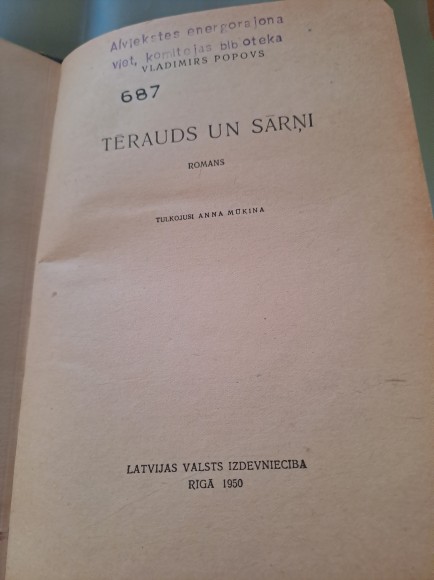 Aiviekstes energorajona
viet. komitejas biblioteka
VLADIMIRS POPOVS
687
TĒRAUDS UN SĀRŅI
ROMANS
TULKOJUSI ANNA MŪKINA
LATVIJAS VALSTS IZDEVNIECĪBA
RĪGĀ 1950